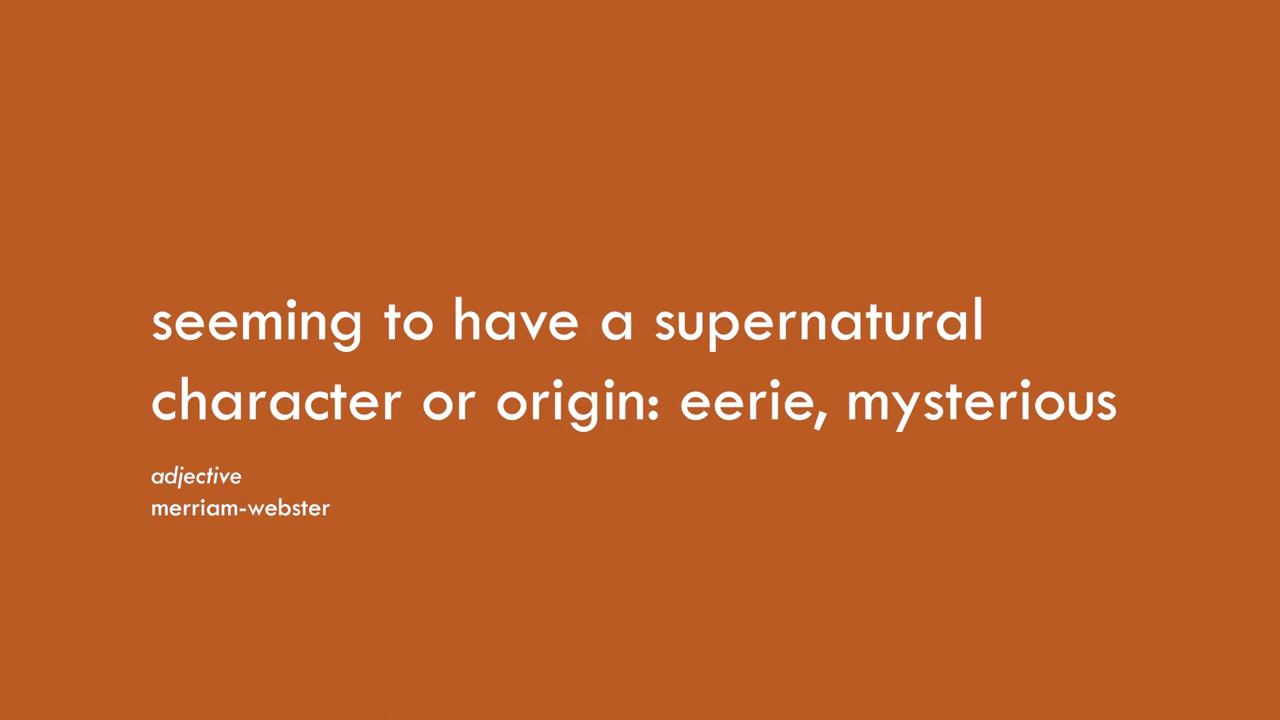 seeming to have a supernatural
character or origin: eerie, mysterious
adjective
merriam-webster